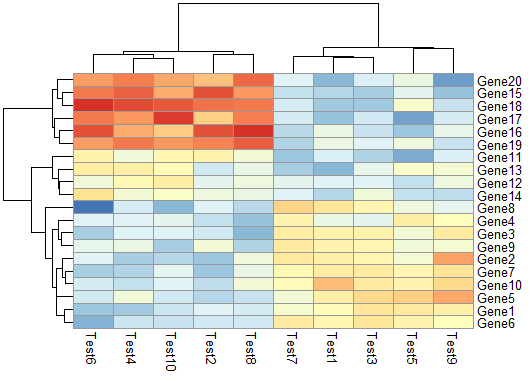 Gene20
Gene15
Gene18
Gene17
Gene16
Gene19
Gene11
Gene13
Gene12
Gene14
Gene8
Gene4
Gene3
Gene9
Gene2
Gene7
Gene10
Gene5
Gene1
Gene6
Test6
Test4
Test10
Test2
Test8
Test7
Test1
Test3
Test5
Test9